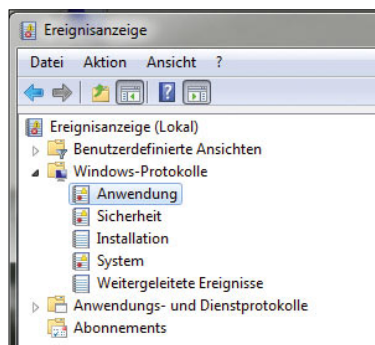 Ereignisanzeige
Datei Aktion Ansicht ?
Ereignisanzeige (Lokal)
Benutzerdefinierte Ansichten
Windows-Protokolle
Anwendung
Sicherheit
Installation
System
Weitergeleitete Ereignisse
Anwendungs- und Dienstprotokolle
Abonnements